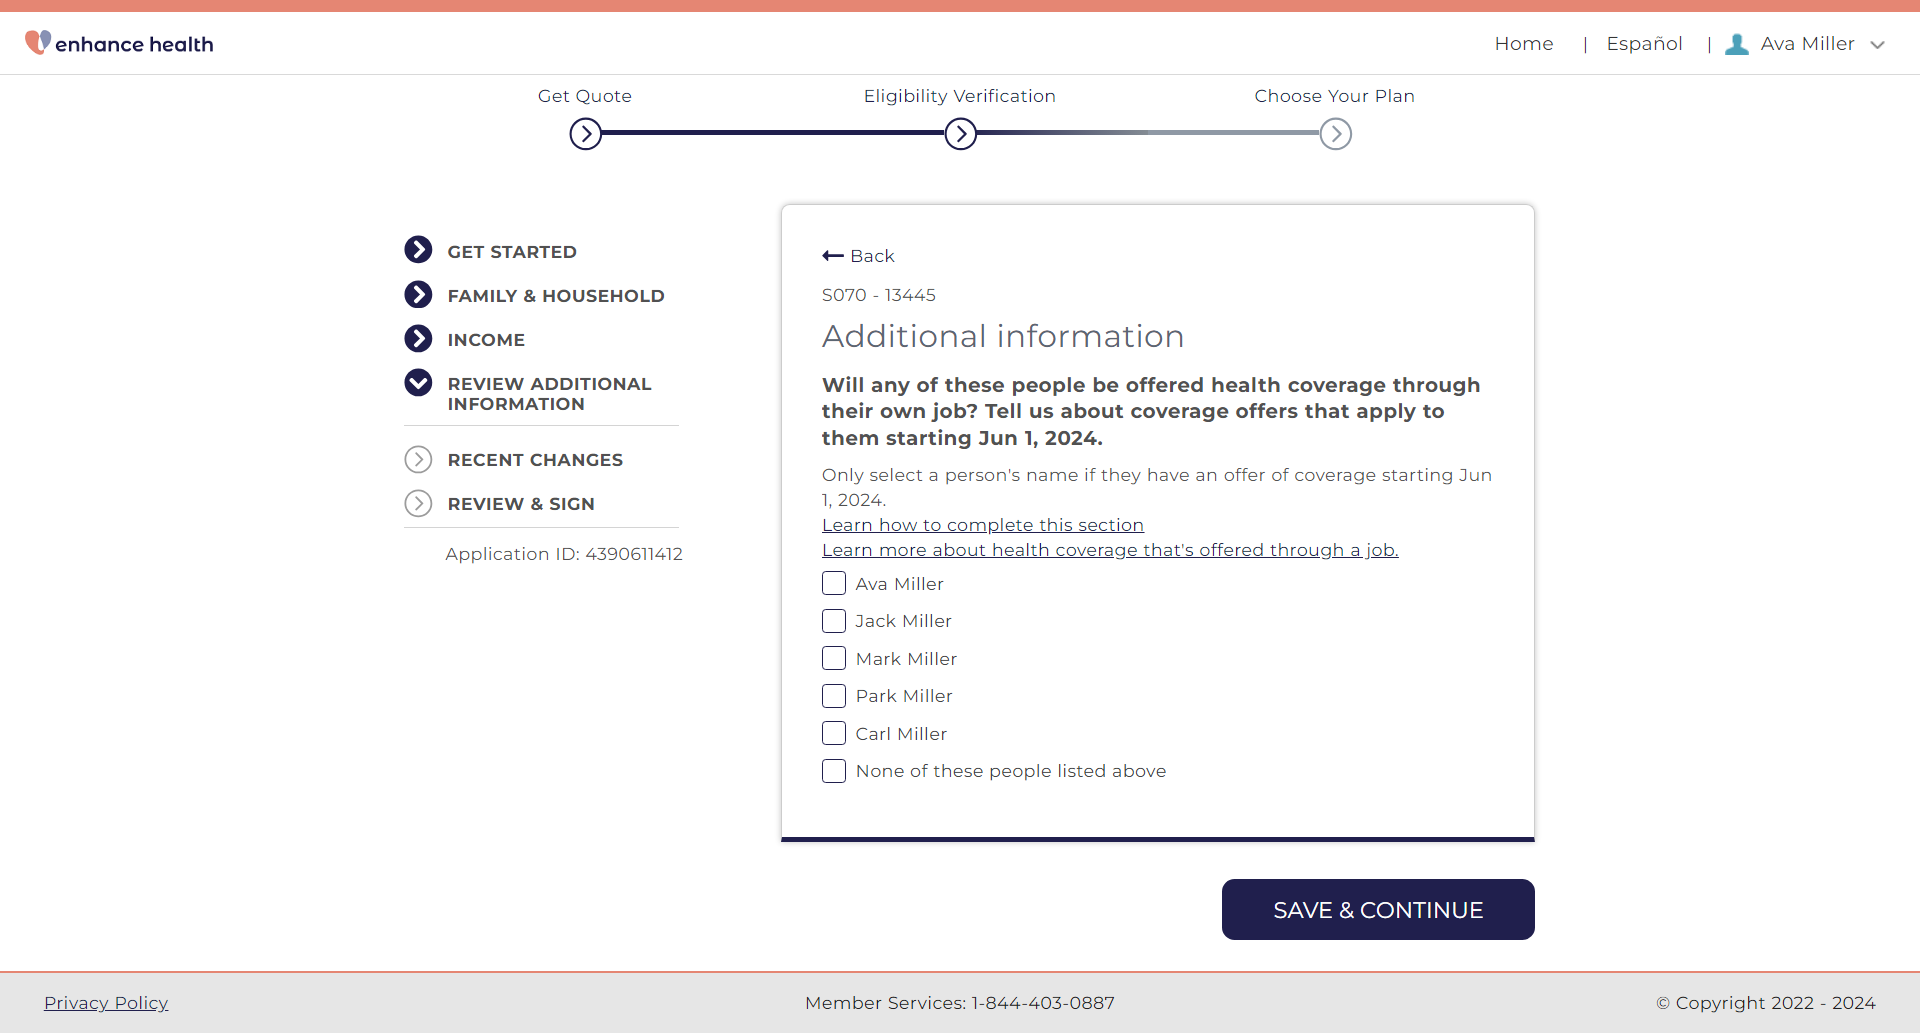 enhance health
Home | Español | Ava Miller
Get Quote
Eligibility Verification
Choose Your Plan
GET STARTED
FAMILY & HOUSEHOLD
INCOME
REVIEW ADDITIONAL
INFORMATION
RECENT CHANGES
REVIEW & SIGN
Application ID: 4390611412
Back
S070 - 13445
Additional information
Will any of these people be offered health coverage through
their own job? Tell us about coverage offers that apply to
them starting Jun 1, 2024.
Only select a person's name if they have an offer of coverage starting Jun
1, 2024.
Learn how to complete this section
Learn more about health coverage that's offered through a job.
Ava Miller
Jack Miller
Mark Miller
Park Miller
Carl Miller
None of these people listed above
SAVE & CONTINUE
Privacy Policy
Member Services: 1-844-403-0887
© Copyright 2022 - 2024